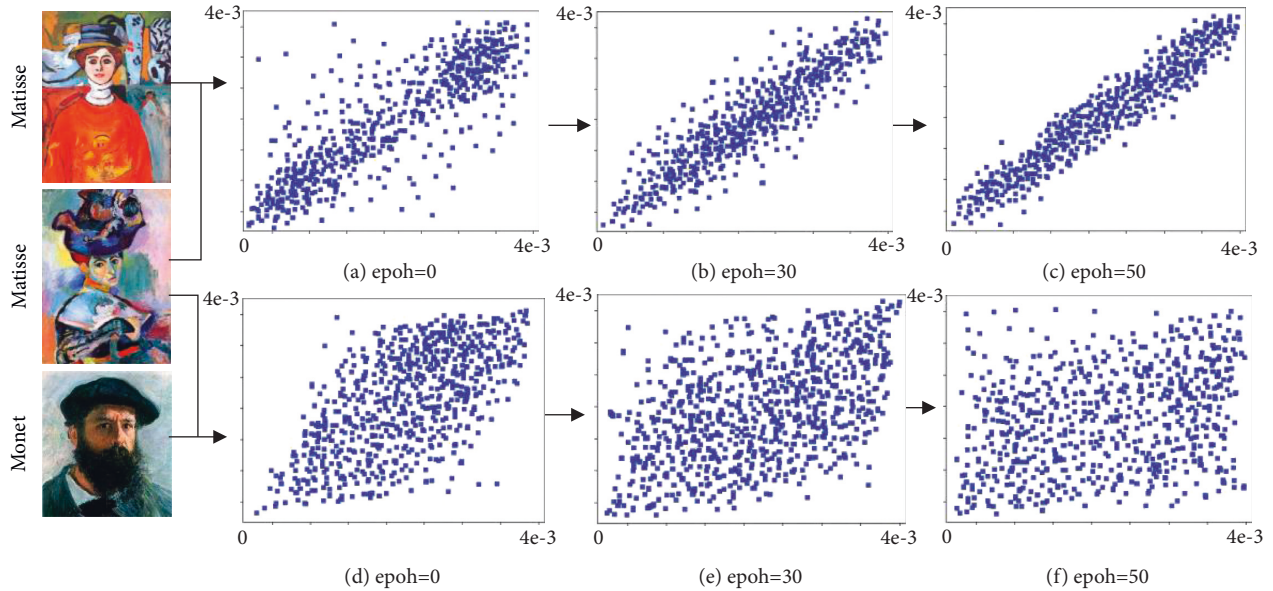 Matisse
Matisse
Monet
4e-3
0
4e-3
(a) epoh=0
4e-3
0
4e-3
(b) epoh=30
4e-3
0
4e-3
(c) epoh=50
4e-3
0
4e-3
(d) epoh=0
4e-3
0
4e-3
(e) epoh=30
4e-3
0
4e-3
(f) epoh=50